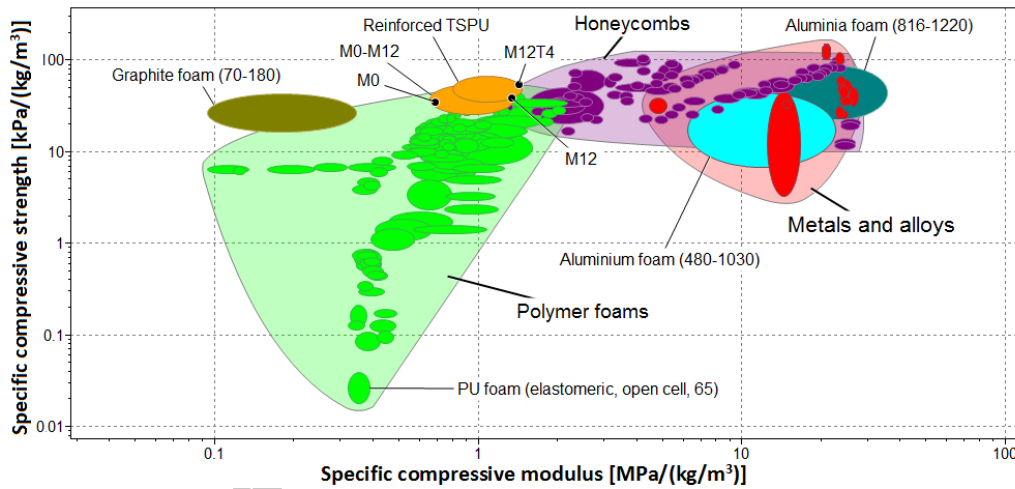 Reinforced TSPU
Honeycombs
Aluminia foam (816-1220)
M0-M12
M12T4
Graphite foam (70-180)
M0
M12
Metals and alloys
Aluminium foam (480-1030)
Polymer foams
PU foam (elastomeric, open cell, 65)
Specific compressive strength [kPa/(kg/m³)]
100
10
1
0.1
0.01
0.1
1
10
100
Specific compressive modulus [MPa/(kg/m³)]